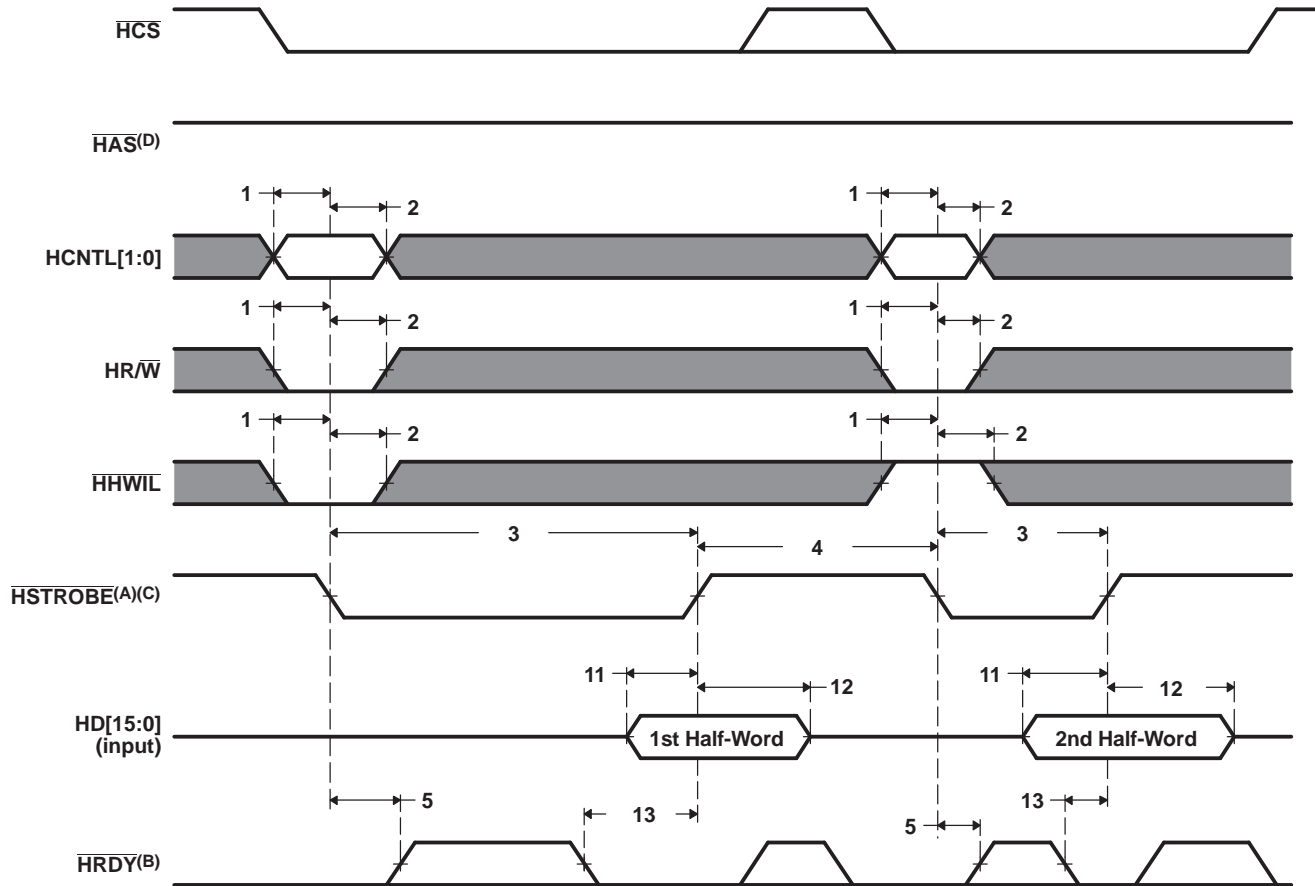 HCS
HAS(D)
1
1
2
2
HCNTL[1:0]
1
1
2
2
HR/W
1
1
2
2
HHWIL
3
4
3
HSTROBE(A)(C)
11
12
11
12
HD[15:0]
(input)
1st Half-Word
2nd Half-Word
5
13
13
5
HRDY(B)